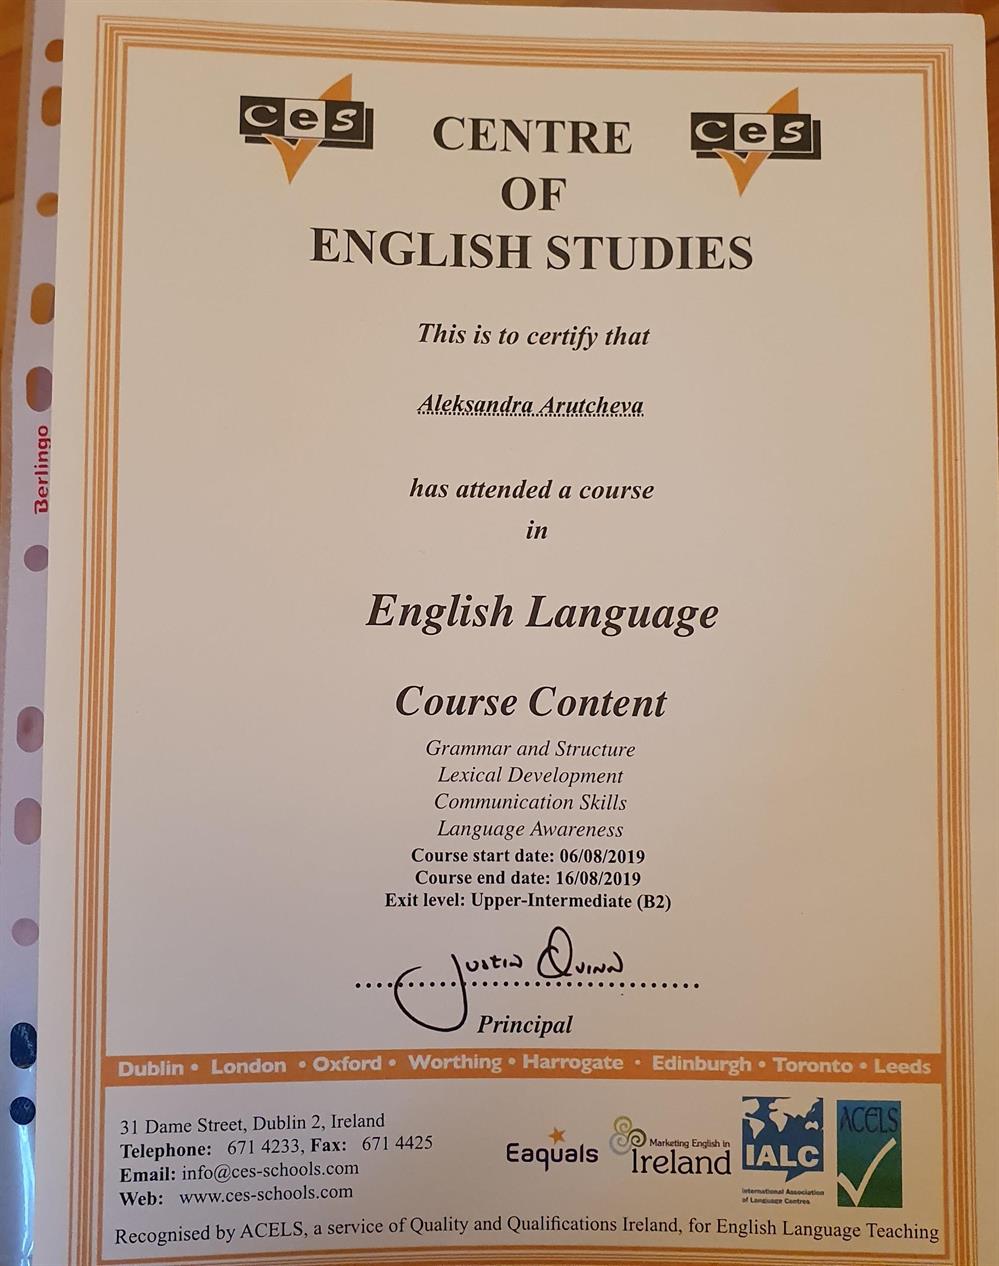 ces
ces
CENTRE
OF
ENGLISH STUDIES
This is to certify that
Aleksandra Arutcheva
has attended a course
in
English Language
Course Content
Grammar and Structure
Lexical Development
Communication Skills
Language Awareness
Course start date: 06/08/2019
Course end date: 16/08/2019
Exit level: Upper-Intermediate (B2)
Justin Quinn
Principal
Dublin • London • Oxford • Worthing • Harrogate • Edinburgh • Toronto • Leeds
31 Dame Street, Dublin 2, Ireland
Telephone: 671 4233, Fax: 671 4425
Email: info@ces-schools.com
Web: www.ces-schools.com
Eaquals
Marketing English in
Ireland
IALC
International Association
of Language Centres
ACELS
Recognised by ACELS, a service of Quality and Qualifications Ireland, for English Language Teaching
Berlingo